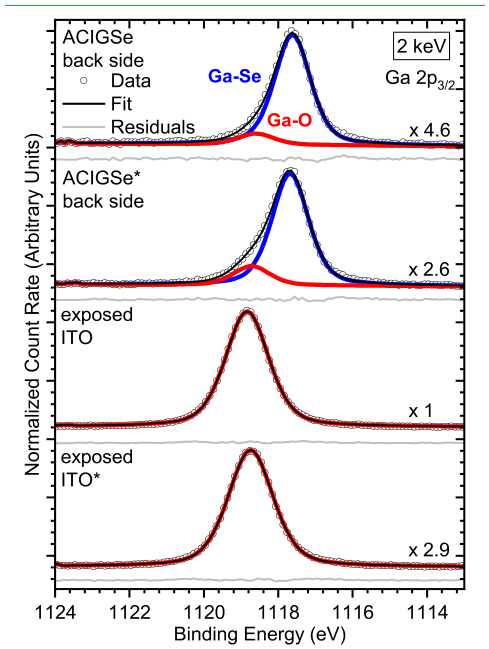 ACIGSe
back side
Data
Fit
Residuals
2 keV
Ga 2p3/2
Ga-Se
Ga-O
x 4.6
ACIGSe*
back side
x 2.6
exposed
ITO
x 1
exposed
ITO*
x 2.9
Normalized Count Rate (Arbitrary Units)
1124 1122 1120 1118 1116 1114
Binding Energy (eV)